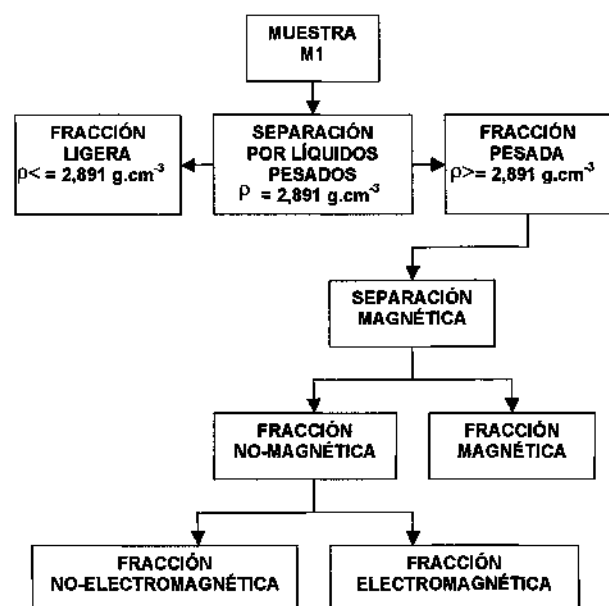 MUESTRA
M1
FRACCIÓN
LIGERA
ρ< = 2,891 g.cm-3
SEPARACIÓN
POR LÍQUIDOS
PESADOS
ρ = 2,891 g.cm-3
FRACCIÓN
PESADA
ρ>= 2,891 g.cm-3
SEPARACIÓN
MAGNÉTICA
FRACCIÓN
NO-MAGNÉTICA
FRACCIÓN
MAGNÉTICA
FRACCIÓN
NO-ELECTROMAGNÉTICA
FRACCIÓN
ELECTROMAGNÉTICA